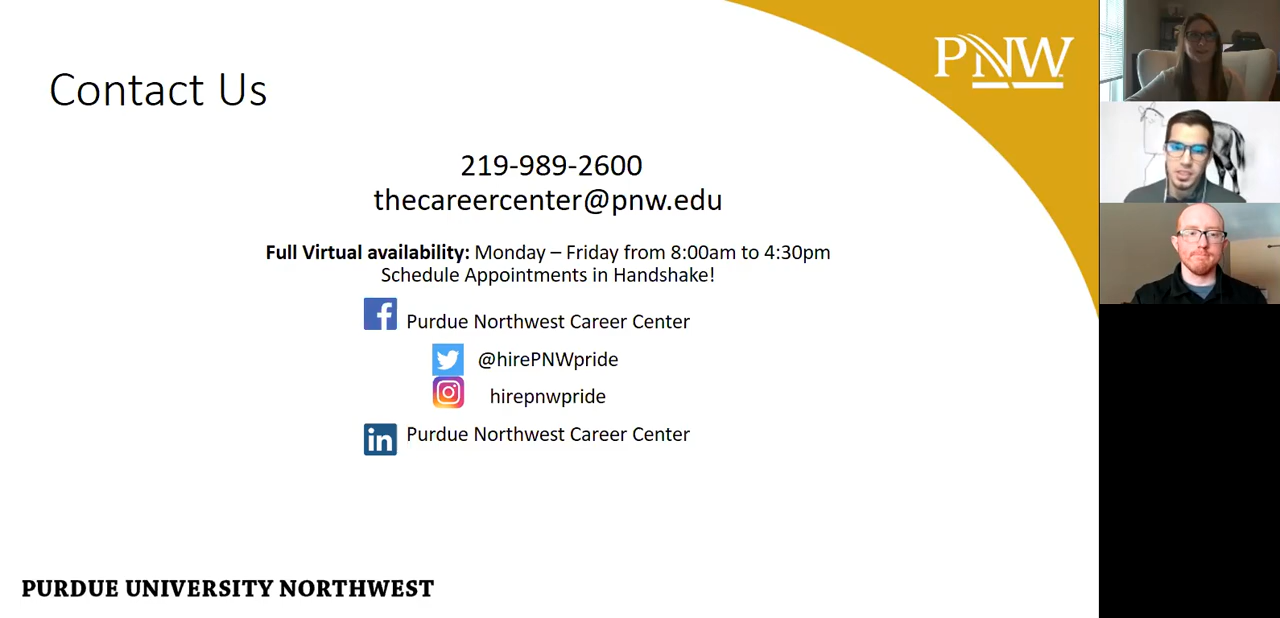 PNW
Contact Us
219-989-2600
thecareercenter@pnw.edu
Full Virtual availability: Monday – Friday from 8:00am to 4:30pm
Schedule Appointments in Handshake!
Purdue Northwest Career Center
@hirePNWpride
hirepnwpride
in Purdue Northwest Career Center
PURDUE UNIVERSITY NORTHWEST